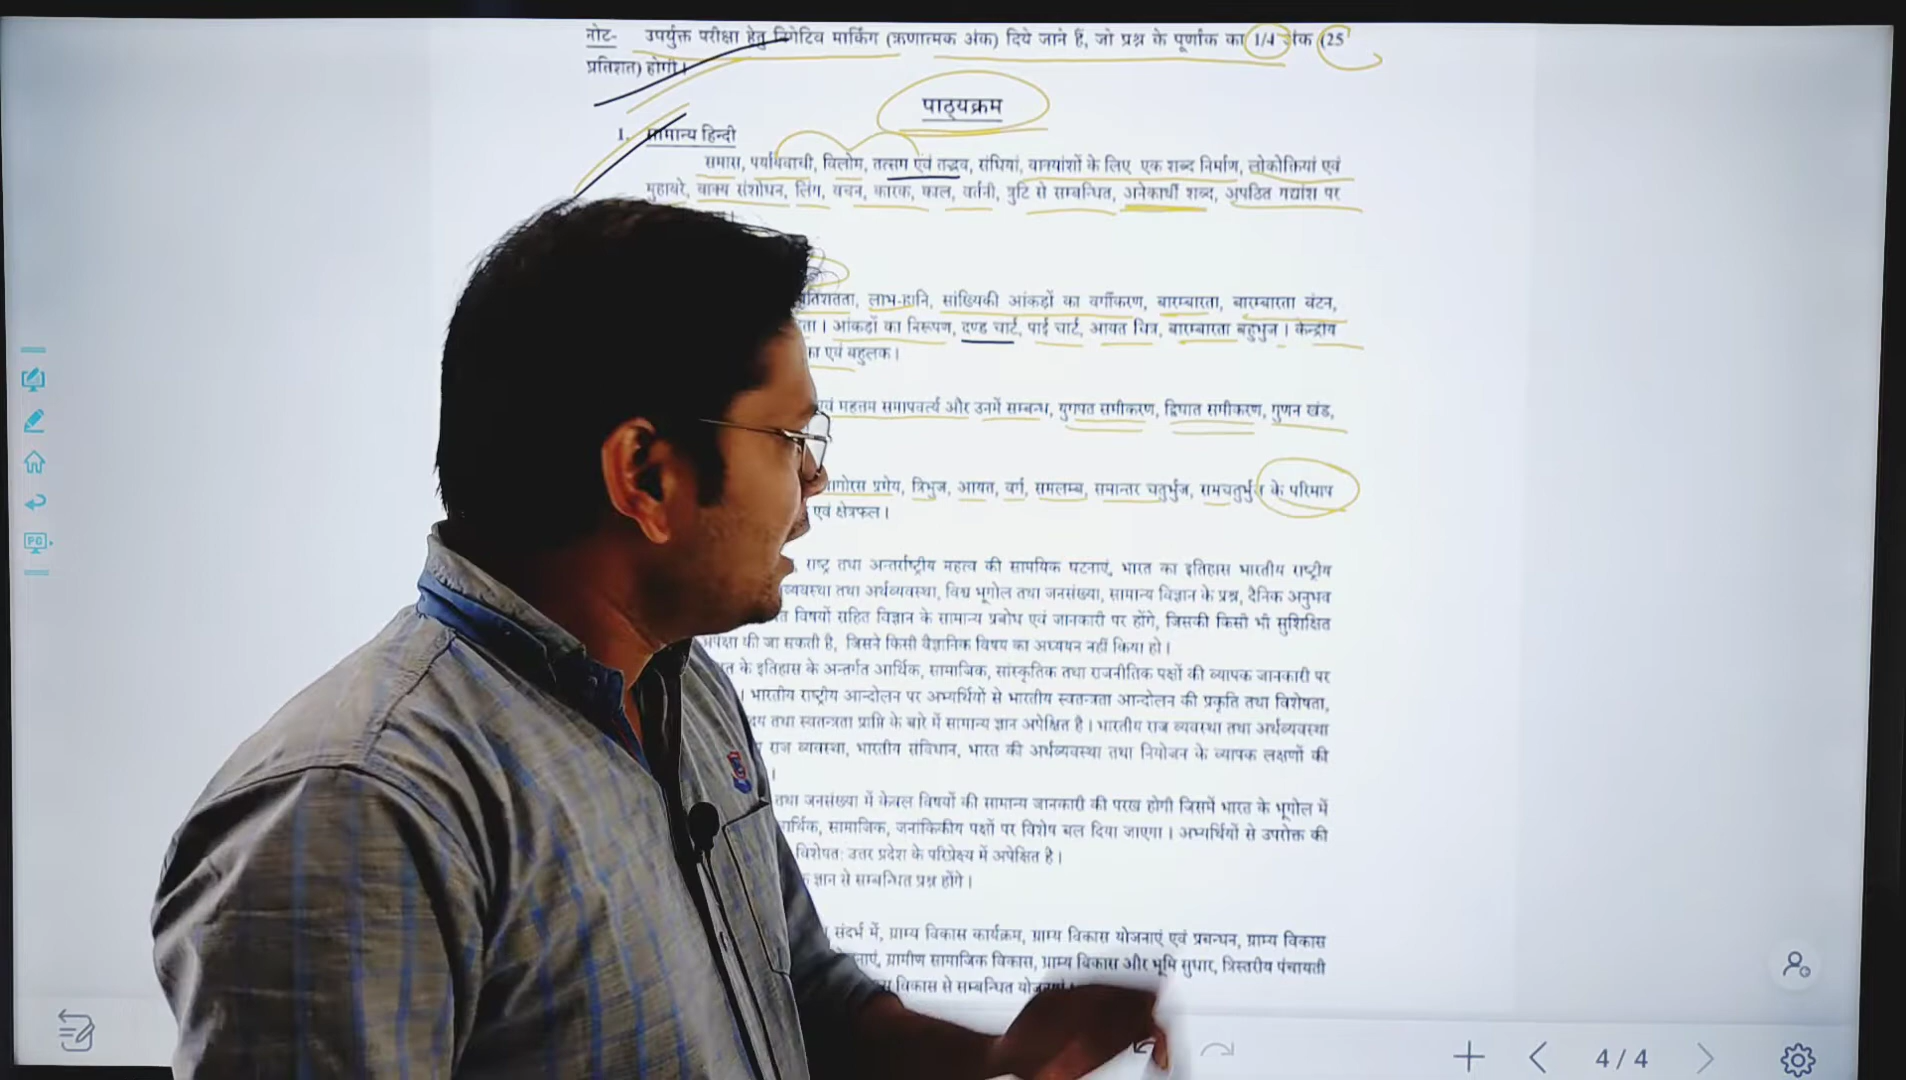 नोट- उपर्युक्त परीक्षा हेतु निगेटिव मार्किंग (ऋणात्मक अंक) दिये जाने हैं, जो प्रश्न के पूर्णांक का 1/4 अंक (25
प्रतिशत) होगी।
पाठ्यक्रम
1. सामान्य हिन्दी
समास, पर्यायवाची, विलोम, तत्सम एवं तद्भव, संधियां, वाक्यांशों के लिए एक शब्द निर्माण, लोकोक्तियां एवं
मुहावरे, वाक्य संशोधन, लिंग, वचन, कारक, काल, वर्तनी, त्रुटि से सम्बन्धित, अनेकार्थी शब्द, अपठित गद्यांश पर
लाभ-हानि, सांख्यिकी आंकड़ों का वर्गीकरण, बारम्बारता, बारम्बारता बंटन,
आंकड़ों का निरूपण, दण्ड चार्ट, पाई चार्ट, आयत चित्र, बारम्बारता बहुभुज। केन्द्रीय
एवं बहुलक।
एवं महत्तम समापवर्त्य और उनमें सम्बन्ध, युगपत समीकरण, द्विघात समीकरण, गुणन खंड,
प्रमेय, त्रिभुज, आयत, वर्ग, समलम्ब, समान्तर चतुर्भुज, समचतुर्भुज के परिमाप
एवं क्षेत्रफल।
राष्ट्र तथा अन्तर्राष्ट्रीय महत्व की सामयिक घटनाएं, भारत का इतिहास भारतीय राष्ट्रीय
व्यवस्था तथा अर्थव्यवस्था, विश्व भूगोल तथा जनसंख्या, सामान्य विज्ञान के प्रश्न, दैनिक अनुभव
विषयों सहित विज्ञान के सामान्य प्रबोध एवं जानकारी पर होंगे, जिसकी किसी भी सुशिक्षित
की जा सकती है, जिसने किसी वैज्ञानिक विषय का अध्ययन नहीं किया हो।
के इतिहास के अन्तर्गत आर्थिक, सामाजिक, सांस्कृतिक तथा राजनीतिक पक्षों की व्यापक जानकारी पर
। भारतीय राष्ट्रीय आन्दोलन पर अभ्यर्थियों से भारतीय स्वतन्त्रता आन्दोलन की प्रकृति तथा विशेषता,
तथा स्वतन्त्रता प्राप्ति के बारे में सामान्य ज्ञान अपेक्षित है। भारतीय राज व्यवस्था तथा अर्थव्यवस्था
राज व्यवस्था, भारतीय संविधान, भारत की अर्थव्यवस्था तथा नियोजन के व्यापक लक्षणों की
।
तथा जनसंख्या में केवल विषयों की सामान्य जानकारी की परख होगी जिसमें भारत के भूगोल में
सामाजिक, जनांकिकीय पक्षों पर विशेष बल दिया जाएगा। अभ्यर्थियों से उपरोक्त की
विशेषत: उत्तर प्रदेश के परिप्रेक्ष्य में अपेक्षित है।
ज्ञान से सम्बन्धित प्रश्न होंगे।
संदर्भ में, ग्राम्य विकास कार्यक्रम, ग्राम्य विकास योजनाएं एवं प्रबन्धन, ग्राम्य विकास
ग्रामीण सामाजिक विकास, ग्राम्य विकास और भूमि सुधार, त्रिस्तरीय पंचायती
विकास से सम्बन्धित
PC
4 / 4